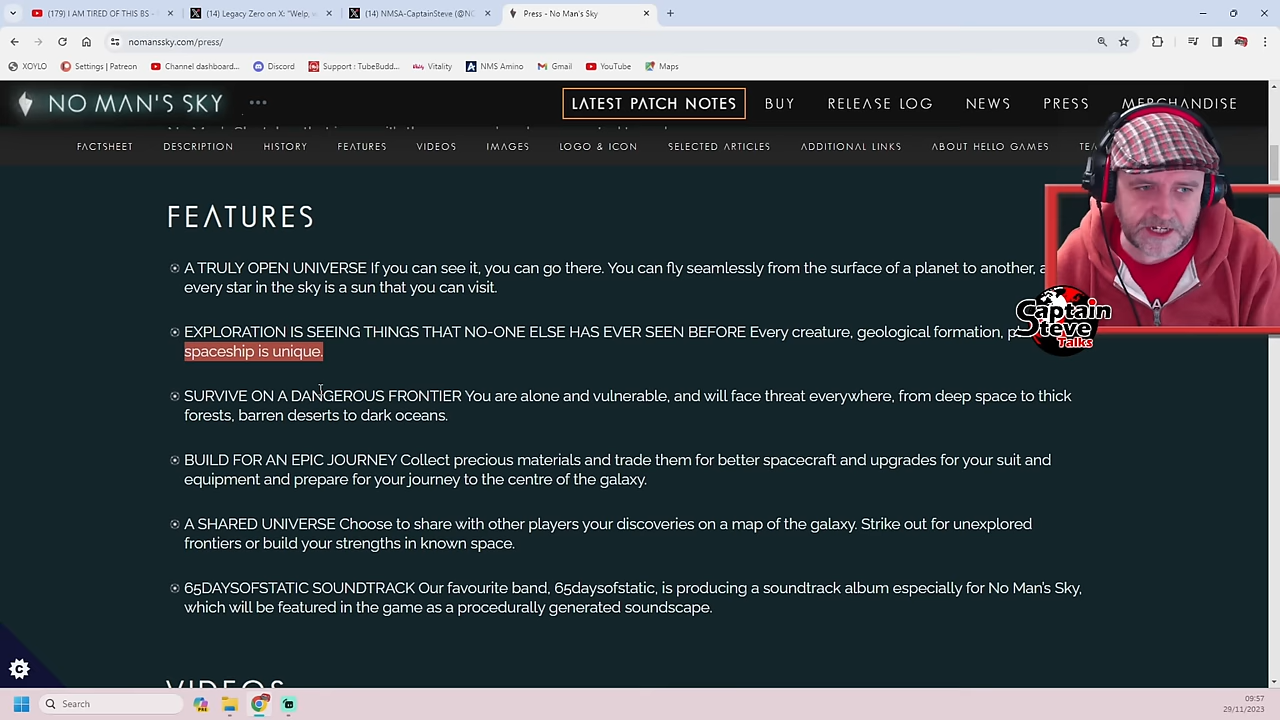 (179) I AM TIRED OF THIS BS -
(14) Legacy Zero on X: "Welp, w
(14) NMSA-CaptainSteve (@NC
Press - No Man's Sky
nomanssky.com/press/
XOYLO
Settings | Patreon
Channel dashboard...
Discord
Support : TubeBudd...
Vitality
NMS Amino
Gmail
YouTube
Maps
NO MAN'S SKY
LATEST PATCH NOTES
BUY
RELEASE LOG
NEWS
PRESS
MERCHANDISE
FACTSHEET
DESCRIPTION
HISTORY
FEATURES
VIDEOS
IMAGES
LOGO & ICON
SELECTED ARTICLES
ADDITIONAL LINKS
ABOUT HELLO GAMES
FEATURES
A TRULY OPEN UNIVERSE If you can see it, you can go there. You can fly seamlessly from the surface of a planet to another, a
every star in the sky is a sun that you can visit.
EXPLORATION IS SEEING THINGS THAT NO-ONE ELSE HAS EVER SEEN BEFORE Every creature, geological formation, p
spaceship is unique.
SURVIVE ON A DANGEROUS FRONTIER You are alone and vulnerable, and will face threat everywhere, from deep space to thick
forests, barren deserts to dark oceans.
BUILD FOR AN EPIC JOURNEY Collect precious materials and trade them for better spacecraft and upgrades for your suit and
equipment and prepare for your journey to the centre of the galaxy.
A SHARED UNIVERSE Choose to share with other players your discoveries on a map of the galaxy. Strike out for unexplored
frontiers or build your strengths in known space.
65DAYSOFSTATIC SOUNDTRACK Our favourite band, 65daysofstatic, is producing a soundtrack album especially for No Man's Sky,
which will be featured in the game as a procedurally generated soundscape.
Captain
Steve
Talks
Search
09:57
29/11/2023